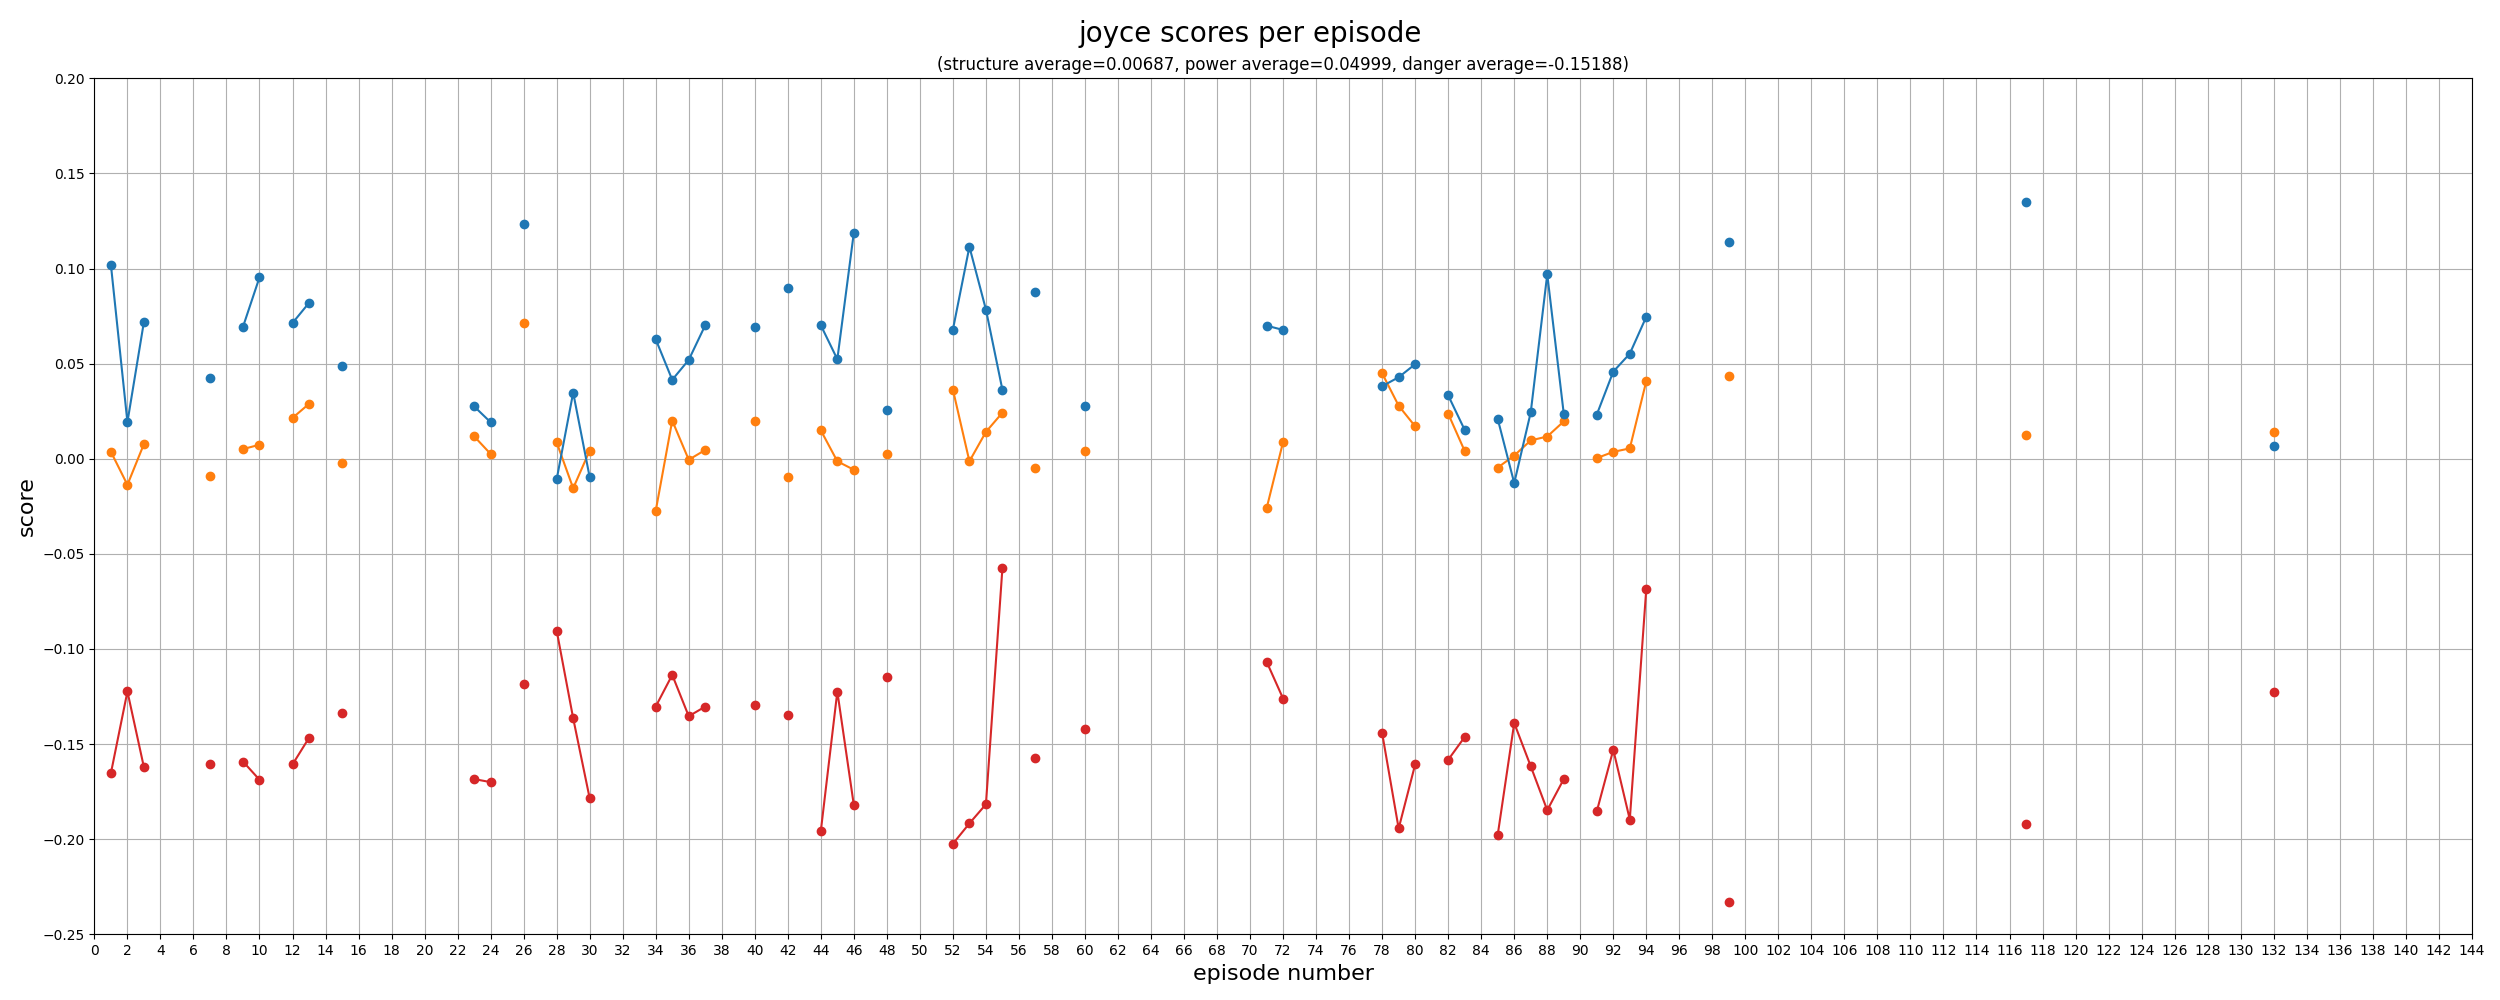 joyce scores per episode
(structure average=0.00687, power average=0.04999, danger average=-0.15188)
0.20
0.15
0.10
0.05
0.00
−0.05
−0.10
−0.15
−0.20
−0.25
score
0 2 4 6 8 10 12 14 16 18 20 22 24 26 28 30 32 34 36 38 40 42 44 46 48 50 52 54 56 58 60 62 64 66 68 70 72 74 76 78 80 82 84 86 88 90 92 94 96 98 100 102 104 106 108 110 112 114 116 118 120 122 124 126 128 130 132 134 136 138 140 142 144
episode number